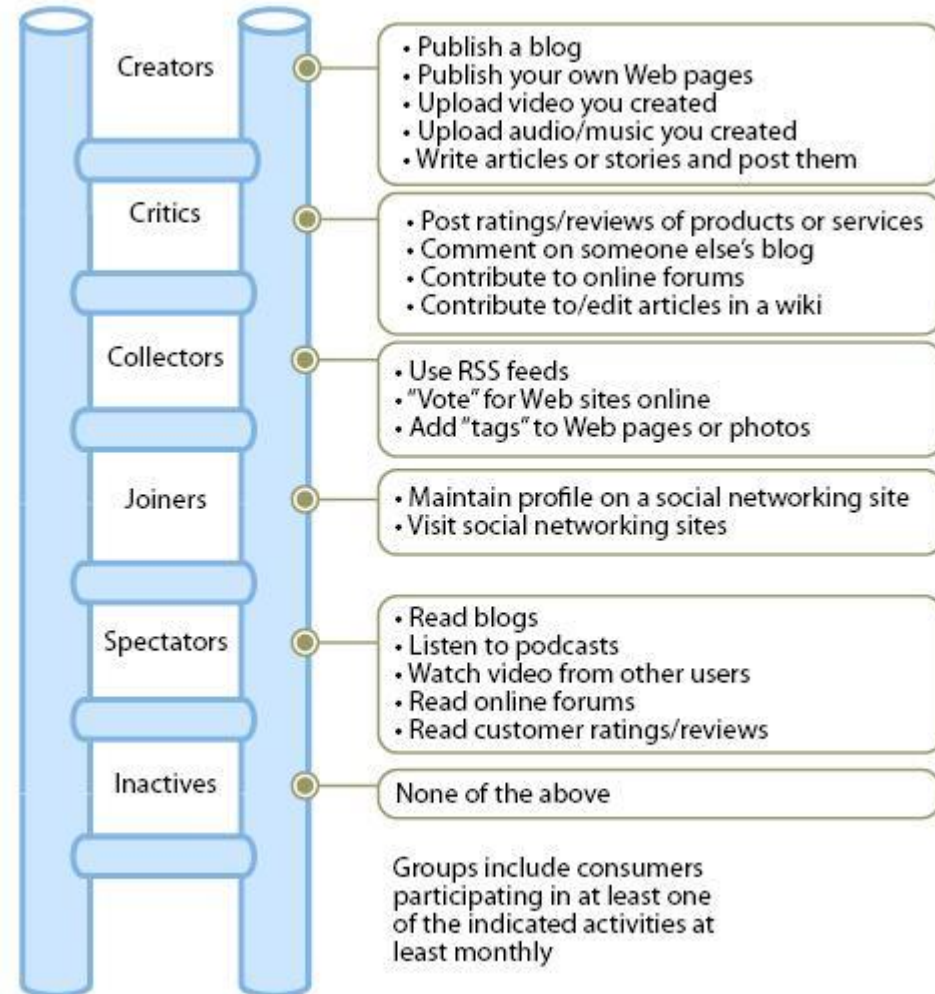 Creators
• Publish a blog
• Publish your own Web pages
• Upload video you created
• Upload audio/music you created
• Write articles or stories and post them
Critics
• Post ratings/reviews of products or services
• Comment on someone else's blog
• Contribute to online forums
• Contribute to/edit articles in a wiki
Collectors
• Use RSS feeds
• "Vote" for Web sites online
• Add "tags" to Web pages or photos
Joiners
• Maintain profile on a social networking site
• Visit social networking sites
Spectators
• Read blogs
• Listen to podcasts
• Watch video from other users
• Read online forums
• Read customer ratings/reviews
Inactives
None of the above
Groups include consumers
participating in at least one
of the indicated activities at
least monthly